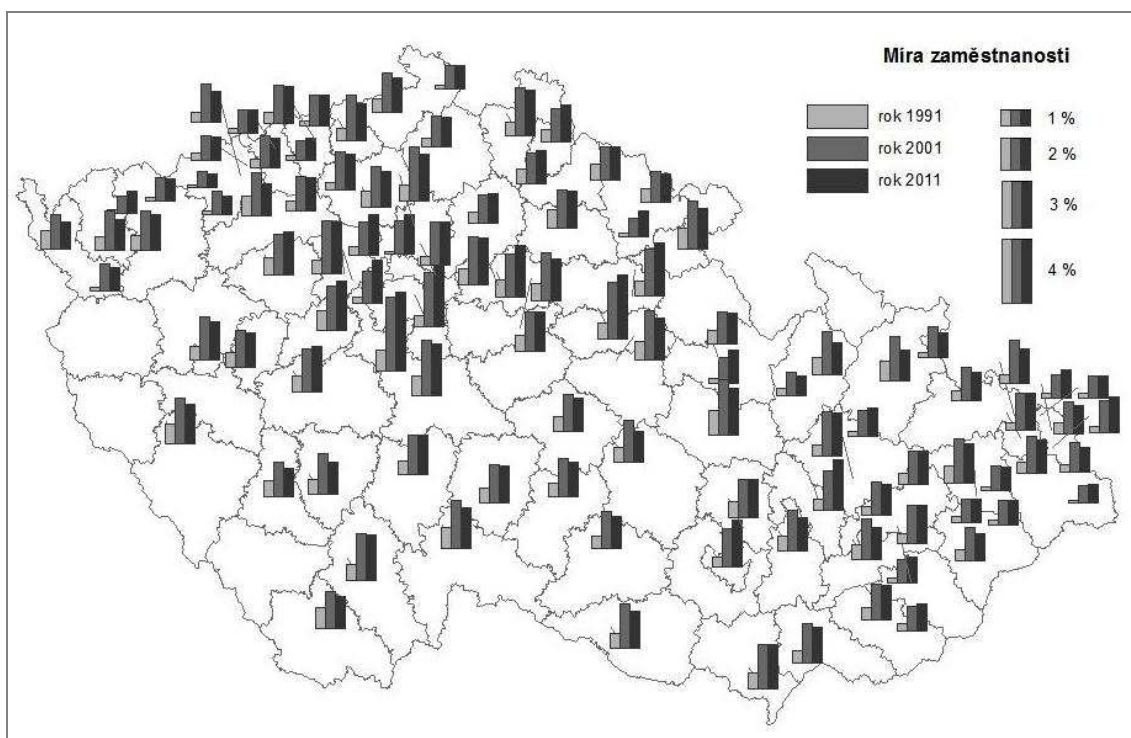 Míra zaměstnanosti
rok 1991
rok 2001
rok 2011
1 %
2 %
3 %
4 %